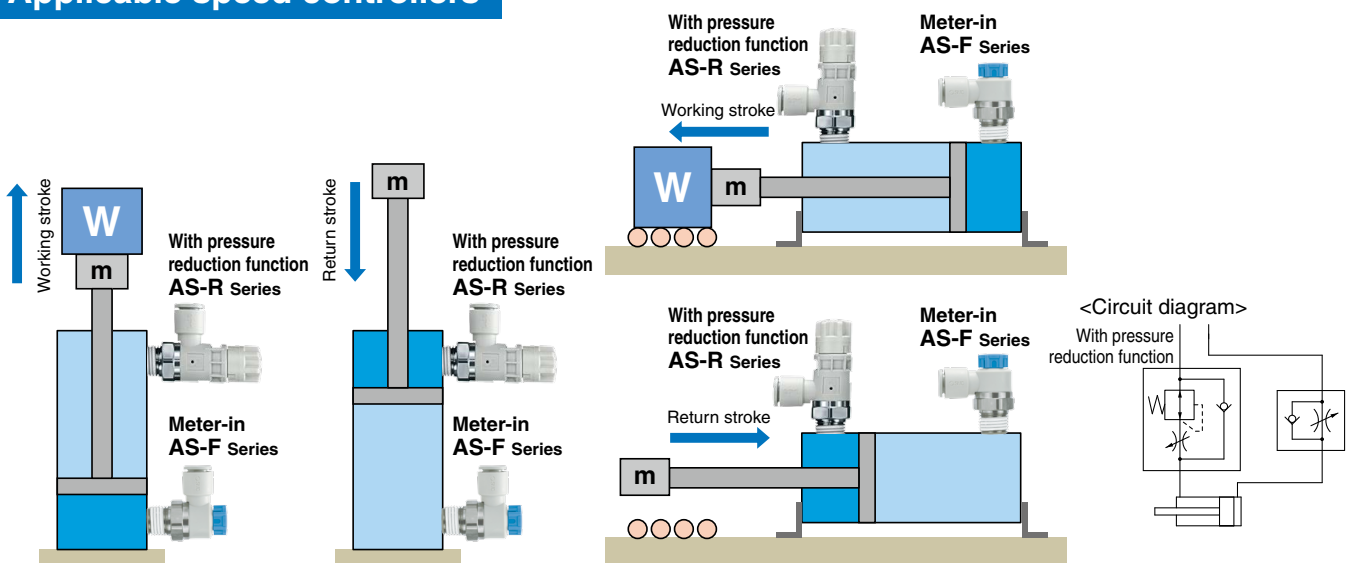 Applicable speed controllers
Working stroke
W
m
With pressure
reduction function
AS-R Series
Meter-in
AS-F Series
Return stroke
m
With pressure
reduction function
AS-R Series
Meter-in
AS-F Series
With pressure
reduction function
AS-R Series
Meter-in
AS-F Series
Working stroke
W
m
With pressure
reduction function
AS-R Series
Meter-in
AS-F Series
Return stroke
m
<Circuit diagram>
With pressure
reduction function